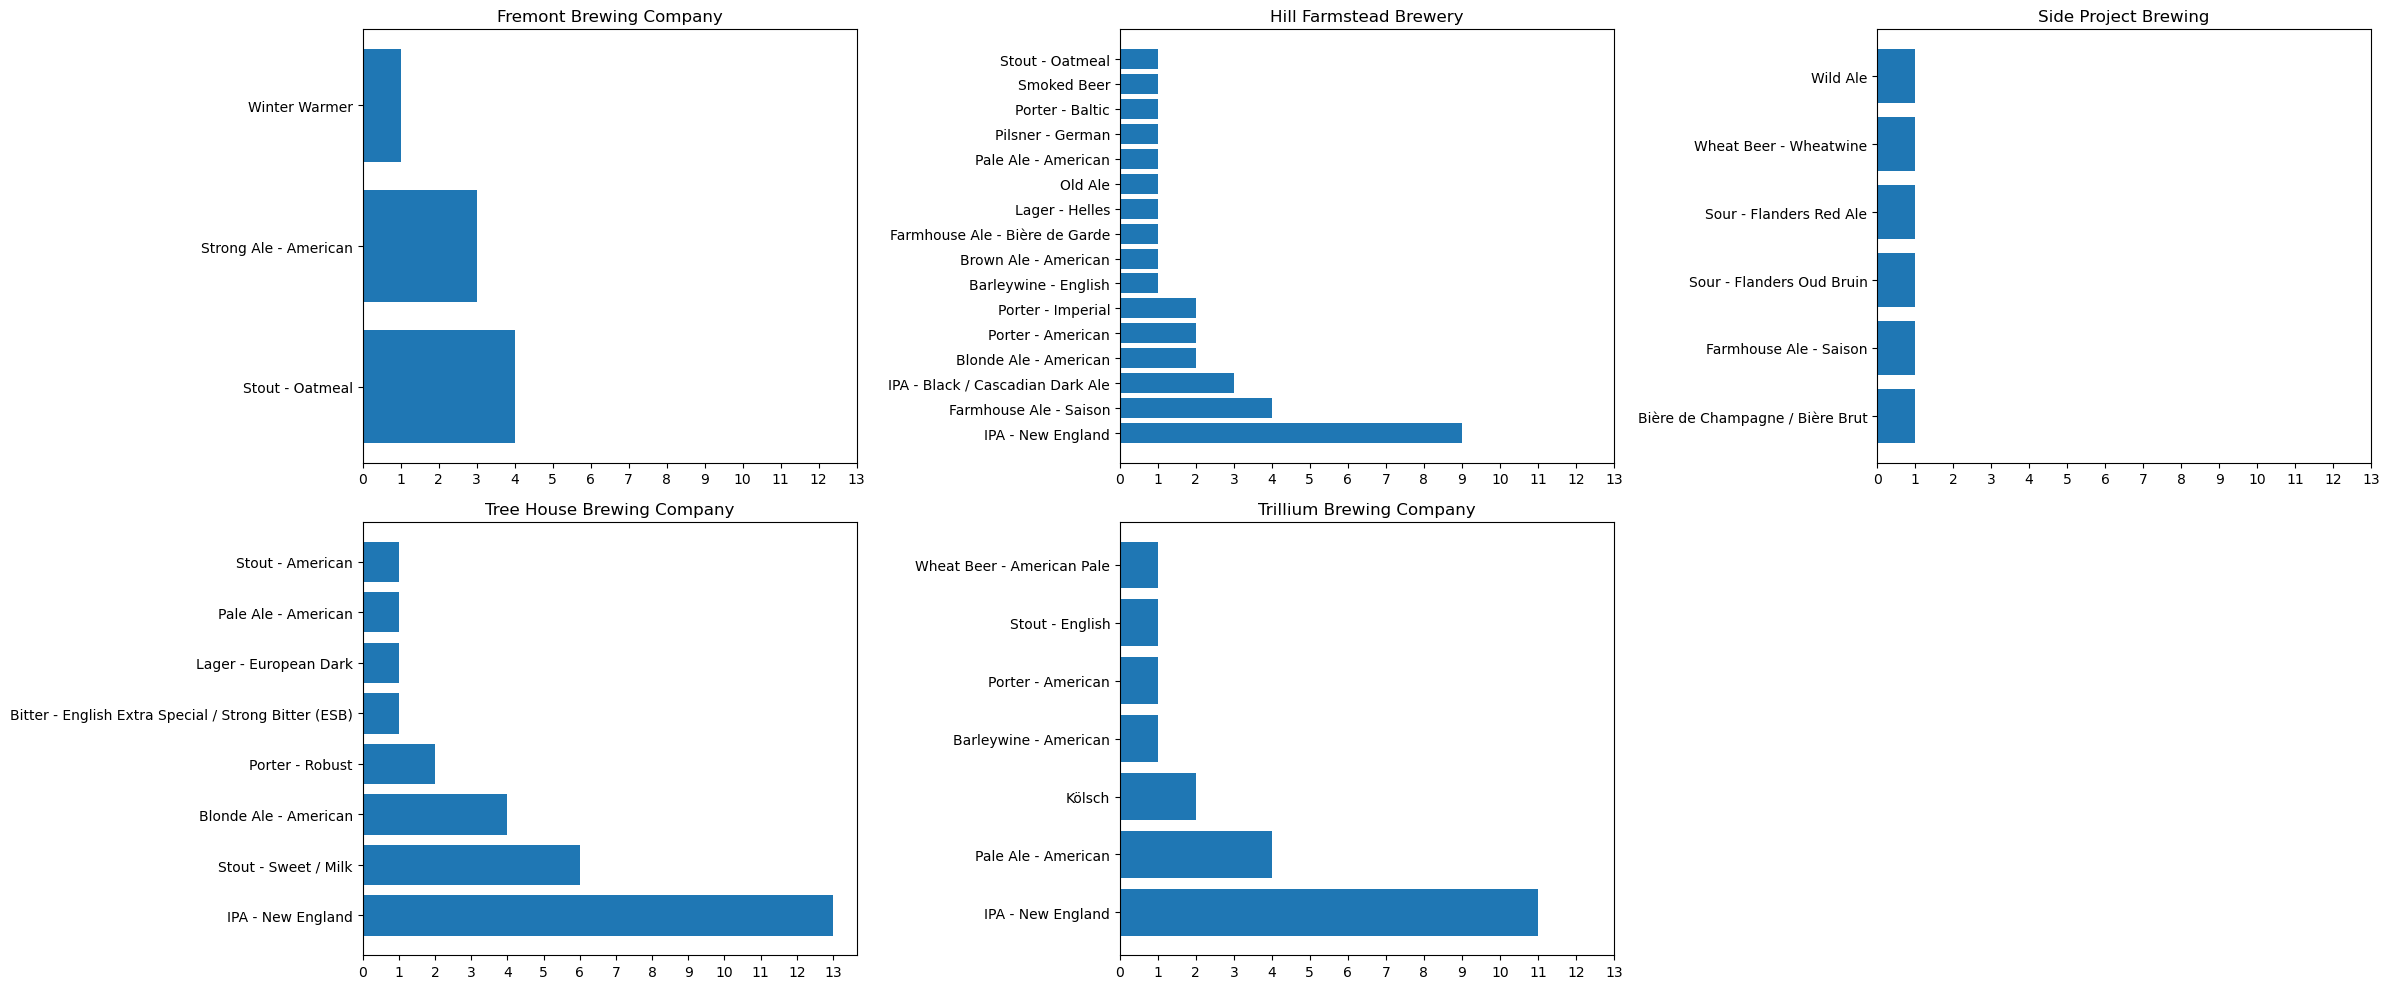 Fremont Brewing Company
Winter Warmer
Strong Ale - American
Stout - Oatmeal
0 1 2 3 4 5 6 7 8 9 10 11 12 13
Hill Farmstead Brewery
Stout - Oatmeal
Smoked Beer
Porter - Baltic
Pilsner - German
Pale Ale - American
Old Ale
Lager - Helles
Farmhouse Ale - Bière de Garde
Brown Ale - American
Barleywine - English
Porter - Imperial
Porter - American
Blonde Ale - American
IPA - Black / Cascadian Dark Ale
Farmhouse Ale - Saison
IPA - New England
0 1 2 3 4 5 6 7 8 9 10 11 12 13
Side Project Brewing
Wild Ale
Wheat Beer - Wheatwine
Sour - Flanders Red Ale
Sour - Flanders Oud Bruin
Farmhouse Ale - Saison
Bière de Champagne / Bière Brut
0 1 2 3 4 5 6 7 8 9 10 11 12 13
Tree House Brewing Company
Stout - American
Pale Ale - American
Lager - European Dark
Bitter - English Extra Special / Strong Bitter (ESB)
Porter - Robust
Blonde Ale - American
Stout - Sweet / Milk
IPA - New England
0 1 2 3 4 5 6 7 8 9 10 11 12 13
Trillium Brewing Company
Wheat Beer - American Pale
Stout - English
Porter - American
Barleywine - American
Kölsch
Pale Ale - American
IPA - New England
0 1 2 3 4 5 6 7 8 9 10 11 12 13